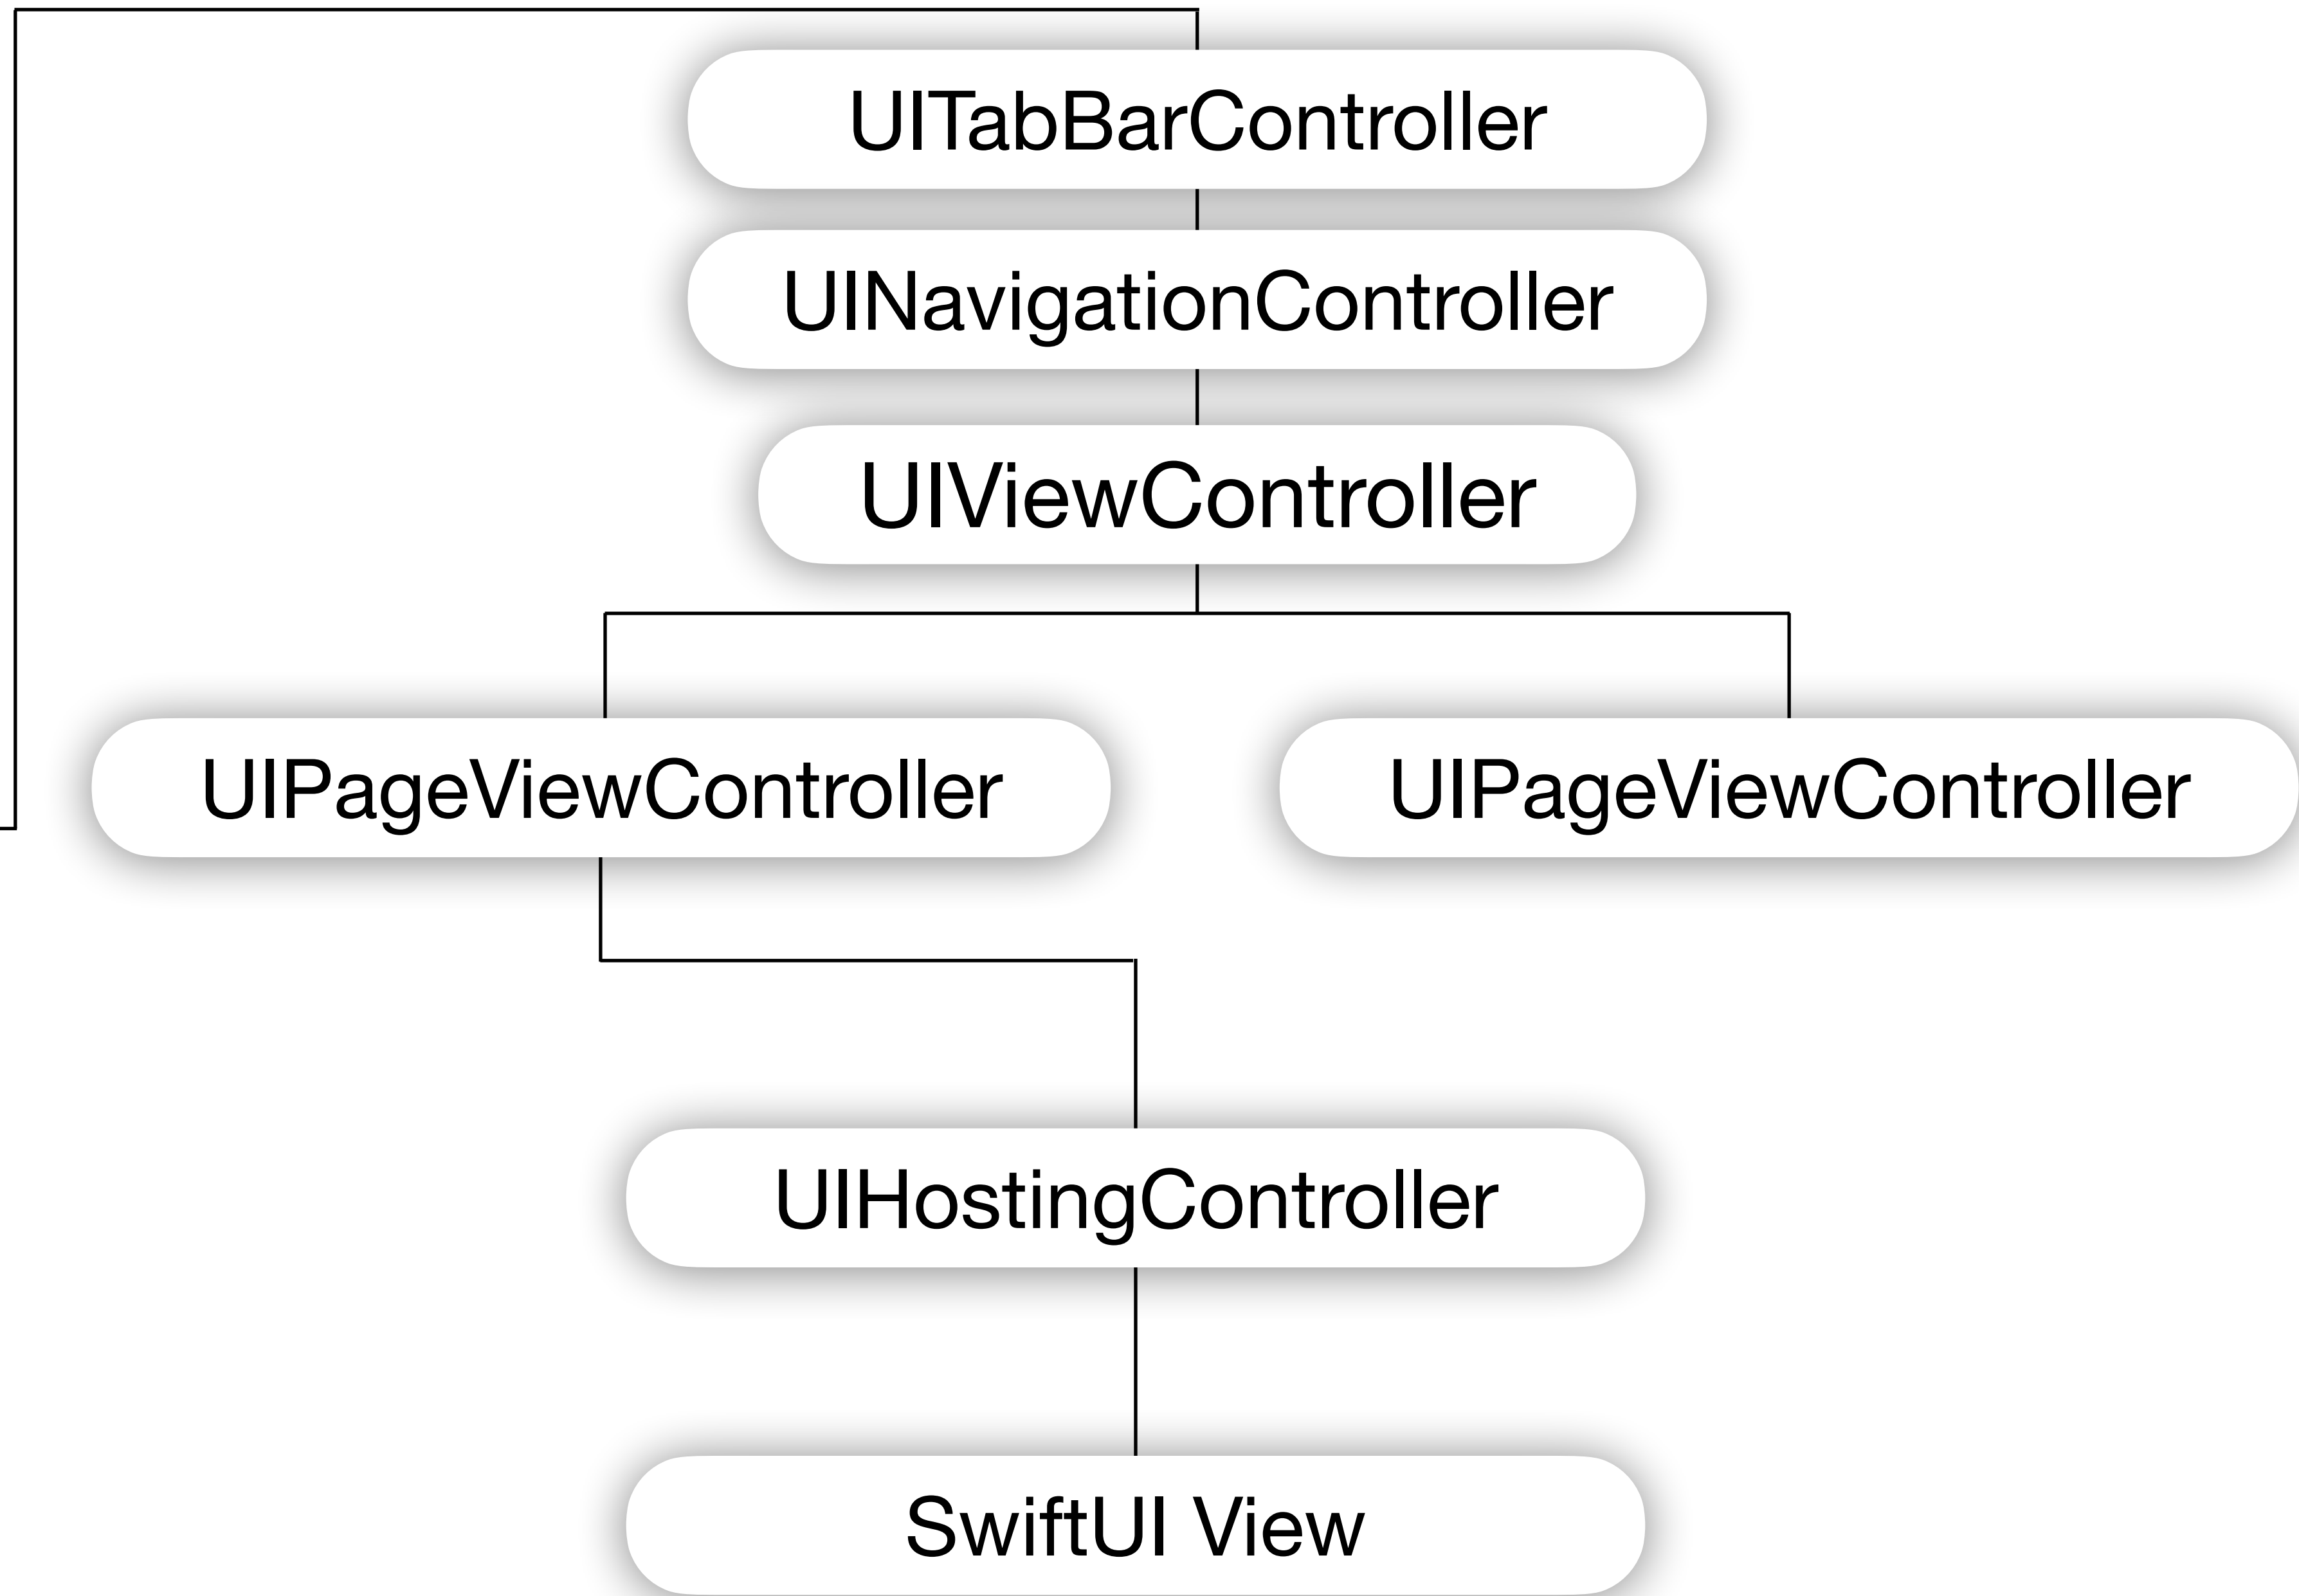 UITabBarController
UINavigationController
UIViewController
UIPageViewController
UIPageViewController
UIHostingController
SwiftUI View